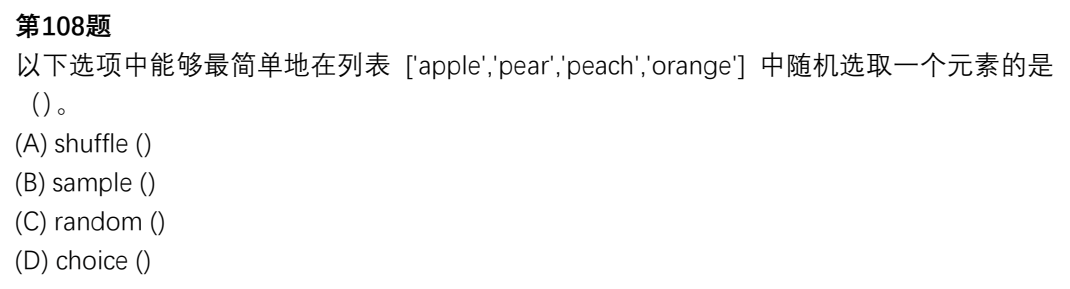 第108题
以下选项中能够最简单地在列表 ['apple','pear','peach','orange'] 中随机选取一个元素的是
()。
(A) shuffle ()
(B) sample ()
(C) random ()
(D) choice ()